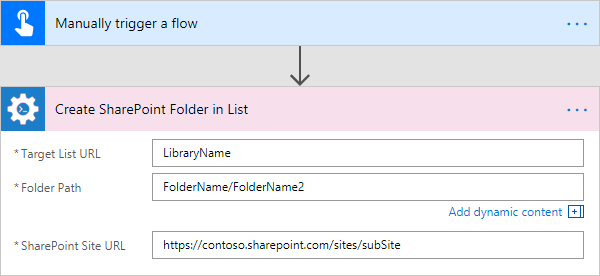 Manually trigger a flow
Create SharePoint Folder in List
* Target List URL LibraryName
* Folder Path FolderName/FolderName2
Add dynamic content
* SharePoint Site URL https://contoso.sharepoint.com/sites/subSite